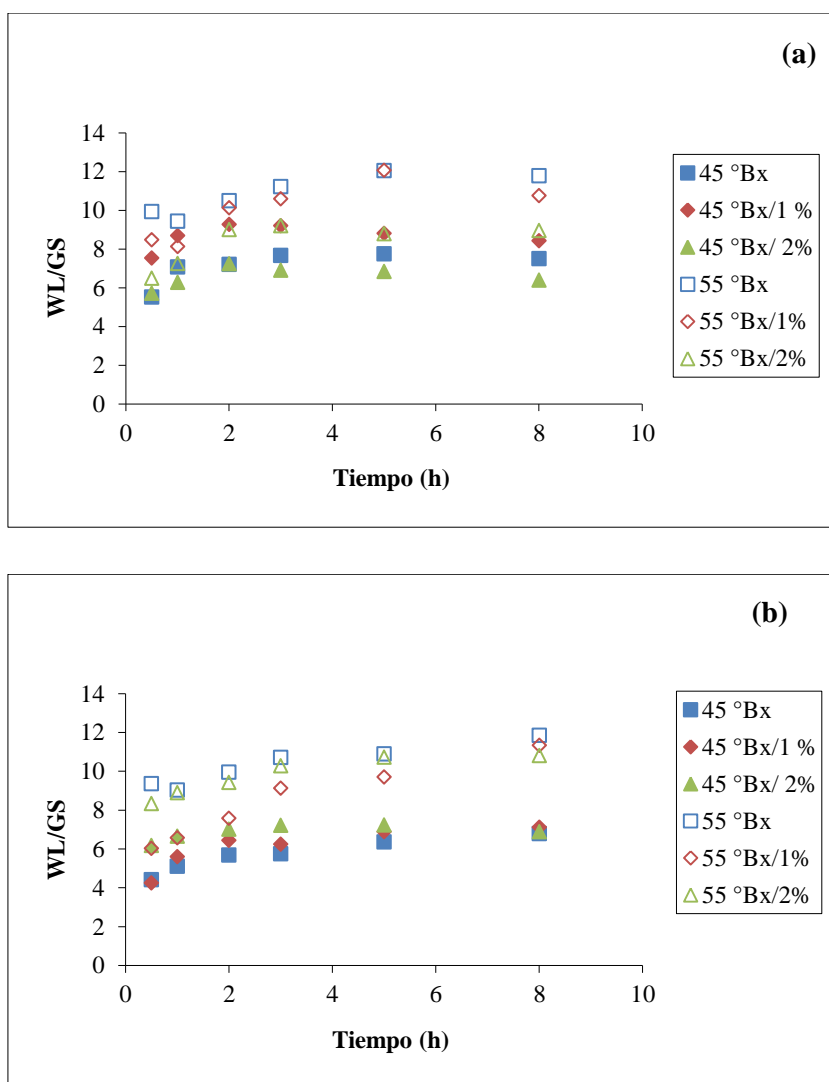 (a)
WL/GS
14
12
10
8
6
4
2
0
0 2 4 6 8 10
Tiempo (h)
45 °Bx
45 °Bx/1 %
45 °Bx/ 2%
55 °Bx
55 °Bx/1%
55 °Bx/2%
(b)
WL/GS
14
12
10
8
6
4
2
0
0 2 4 6 8 10
Tiempo (h)
45 °Bx
45 °Bx/1 %
45 °Bx/ 2%
55 °Bx
55 °Bx/1%
55 °Bx/2%